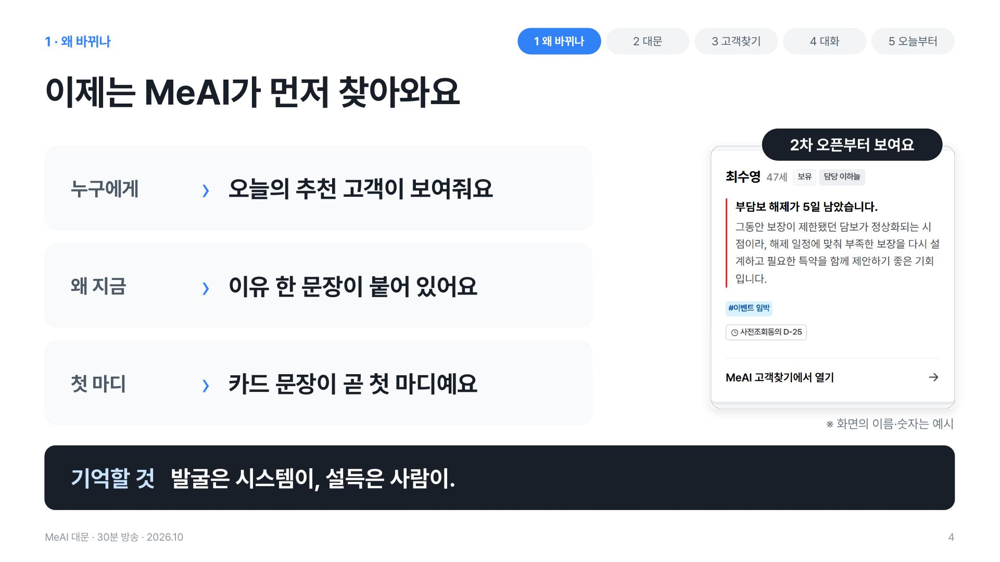 1 · 왜 바뀌나
1 왜 바뀌나
2 대문
3 고객찾기
4 대화
5 오늘부터
이제는 MeAI가 먼저 찾아와요
누구에게 › 오늘의 추천 고객이 보여줘요
왜 지금 › 이유 한 문장이 붙어 있어요
첫 마디 › 카드 문장이 곧 첫 마디예요
2차 오픈부터 보여요
최수영 47세 보유 담당 이하늘
부담보 해제가 5일 남았습니다.
그동안 보장이 제한됐던 담보가 정상화되는 시
점이라, 해제 일정에 맞춰 부족한 보장을 다시 설
계하고 필요한 특약을 함께 제안하기 좋은 기회
입니다.
#이벤트 임박
사전조회동의 D-25
MeAI 고객찾기에서 열기 →
※ 화면의 이름·숫자는 예시
기억할 것 발굴은 시스템이, 설득은 사람이.
MeAI 대문 · 30분 방송 · 2026.10
4